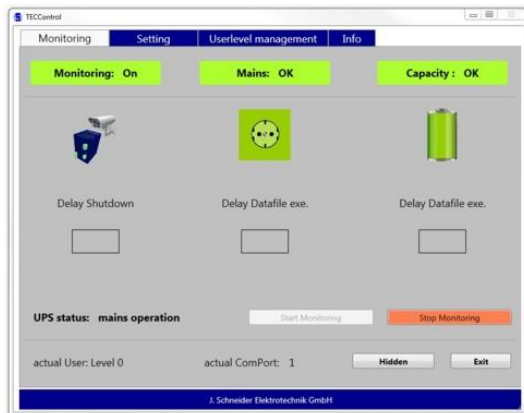 TECControl
Monitoring Setting Userlevel management Info
Monitoring: On Mains: OK Capacity : OK
Delay Shutdown Delay Datafile exe. Delay Datafile exe.
UPS status: mains operation Start Monitoring Stop Monitoring
actual User: Level 0 actual ComPort: 1 Hidden Exit
J. Schneider Elektrotechnik GmbH